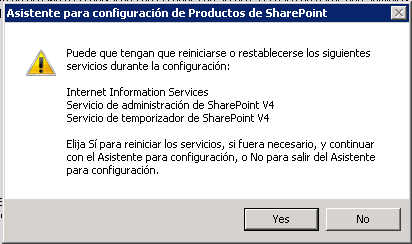 Asistente para configuración de Productos de SharePoint
Puede que tengan que reiniciarse o restablecerse los siguientes
servicios durante la configuración:
Internet Information Services
Servicio de administración de SharePoint V4
Servicio de temporizador de SharePoint V4
Elija Sí para reiniciar los servicios, si fuera necesario, y continuar
con el Asistente para configuración, o No para salir del Asistente
para configuración.
Yes
No